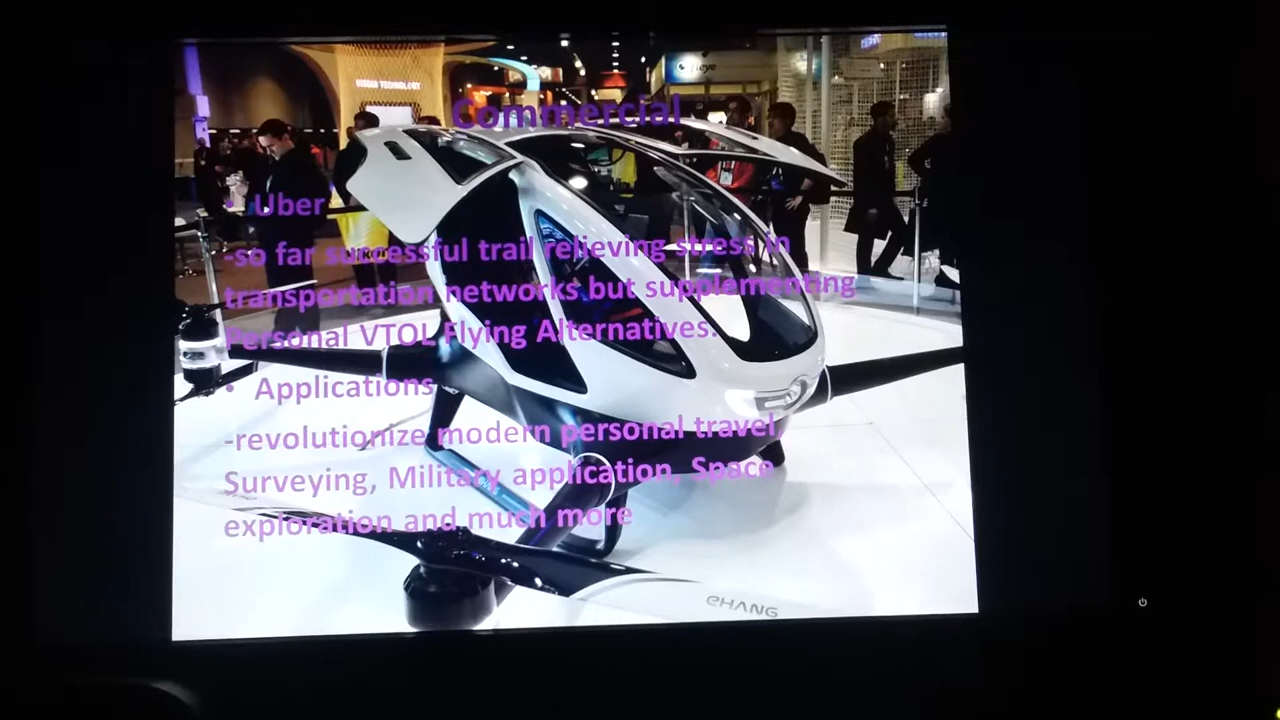 Commercial
• Uber
-so far successful trail relieving stress in
transportation networks but supplementing
Personal VTOL Flying Alternatives.
• Applications
-revolutionize modern personal travel
Surveying, Military application, Space
exploration and much more
EHANG